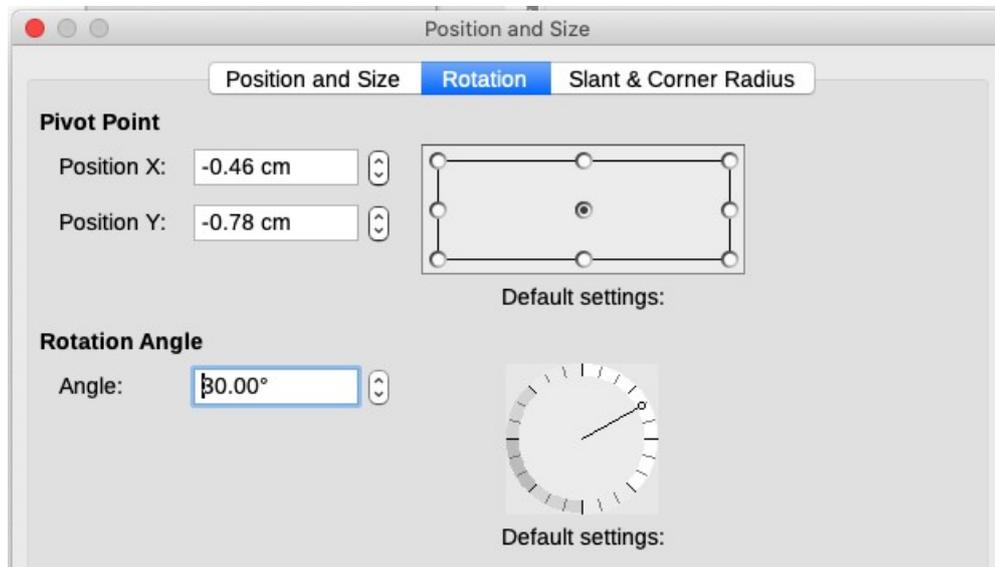 Position and Size
Position and Size Rotation Slant & Corner Radius
Pivot Point
Position X: -0.46 cm
Position Y: -0.78 cm
Default settings:
Rotation Angle
Angle: 30.00°
Default settings: